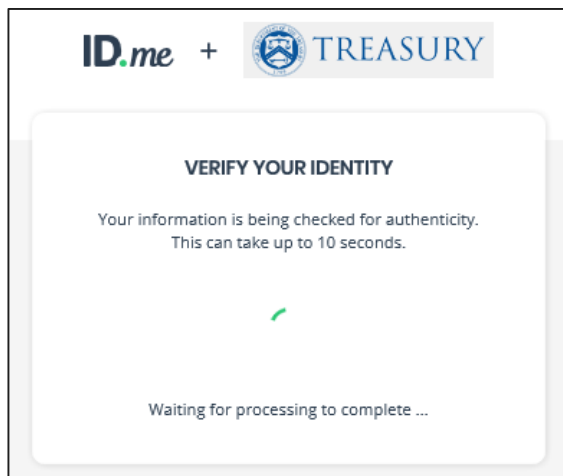 ID.me + TREASURY
VERIFY YOUR IDENTITY
Your information is being checked for authenticity.
This can take up to 10 seconds.
Waiting for processing to complete ...